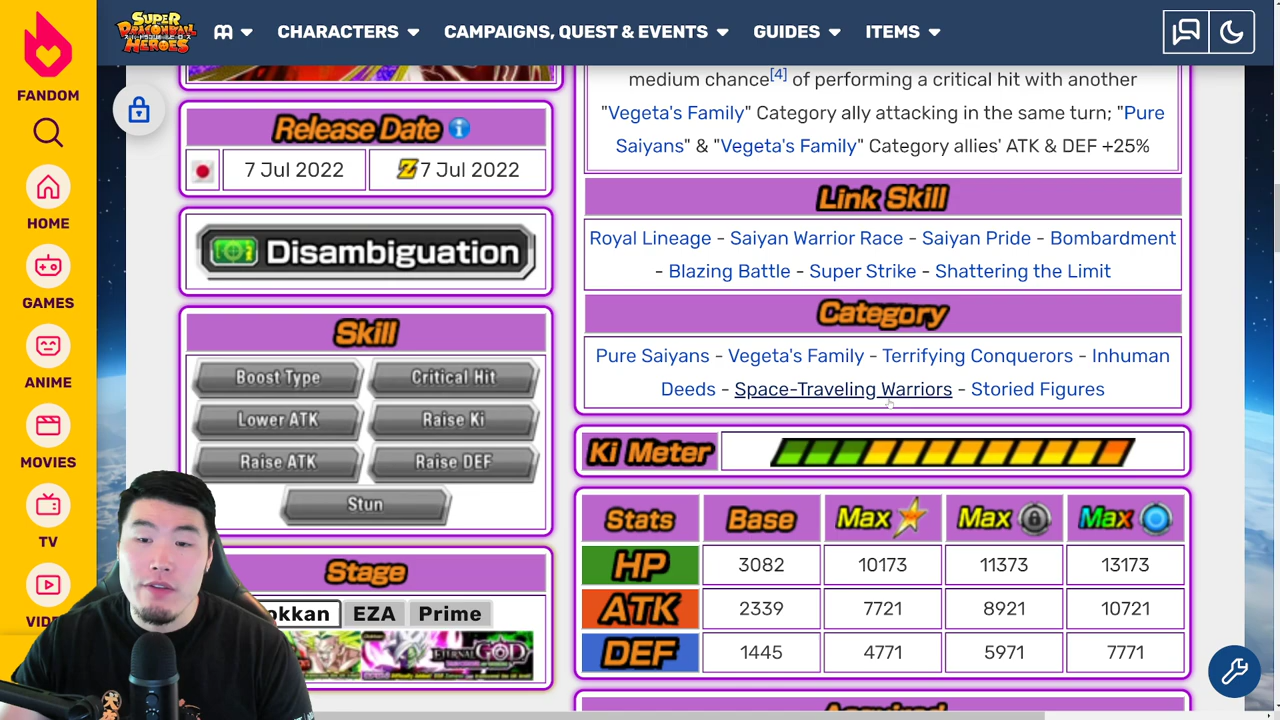 SUPER
DRAGONBALL
HEROES
CHARACTERS
CAMPAIGNS, QUEST & EVENTS
GUIDES
ITEMS
FANDOM
HOME
GAMES
ANIME
MOVIES
TV
Release Date i
7 Jul 2022
Z 7 Jul 2022
Disambiguation
Skill
Boost Type
Critical Hit
Lower ATK
Raise Ki
Raise ATK
Raise DEF
Stun
Stage
EZA
Prime
ETERNAL GOD
medium chance[4] of performing a critical hit with another
"Vegeta's Family" Category ally attacking in the same turn; "Pure
Saiyans" & "Vegeta's Family" Category allies' ATK & DEF +25%
Link Skill
Royal Lineage - Saiyan Warrior Race - Saiyan Pride - Bombardment
- Blazing Battle - Super Strike - Shattering the Limit
Category
Pure Saiyans - Vegeta's Family - Terrifying Conquerors - Inhuman
Deeds - Space-Traveling Warriors - Storied Figures
Ki Meter
Stats Base Max Max Max
HP 3082 10173 11373 13173
ATK 2339 7721 8921 10721
DEF 1445 4771 5971 7771